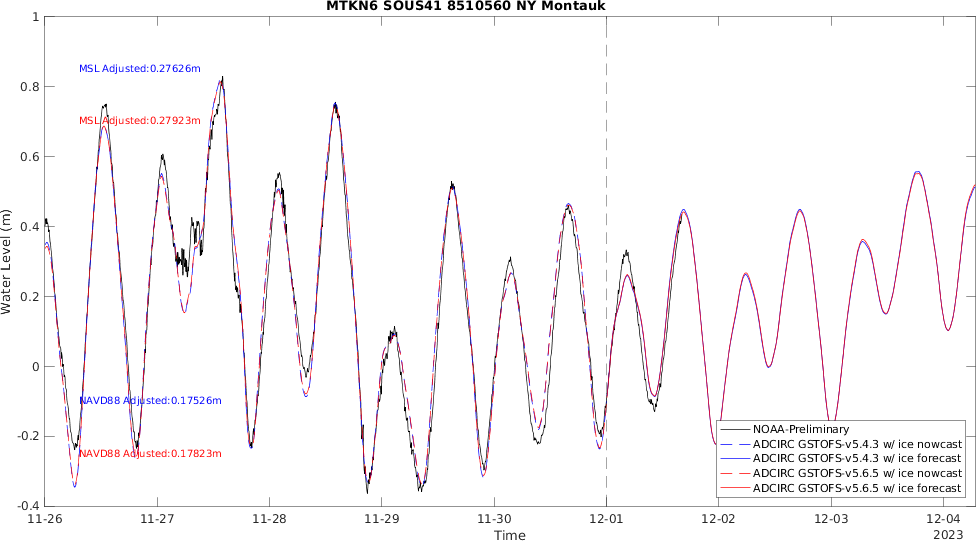 MTKN6 SOUS41 8510560 NY Montauk
1
0.8
0.6
0.4
0.2
0
-0.2
-0.4
Water Level (m)
MSL Adjusted:0.27626m
MSL Adjusted:0.27923m
NAVD88 Adjusted:0.17526m
NAVD88 Adjusted:0.17823m
NOAA-Preliminary
ADCIRC GSTOFS-v5.4.3 w/ ice nowcast
ADCIRC GSTOFS-v5.4.3 w/ ice forecast
ADCIRC GSTOFS-v5.6.5 w/ ice nowcast
ADCIRC GSTOFS-v5.6.5 w/ ice forecast
11-26 11-27 11-28 11-29 11-30 12-01 12-02 12-03 12-04
Time
2023